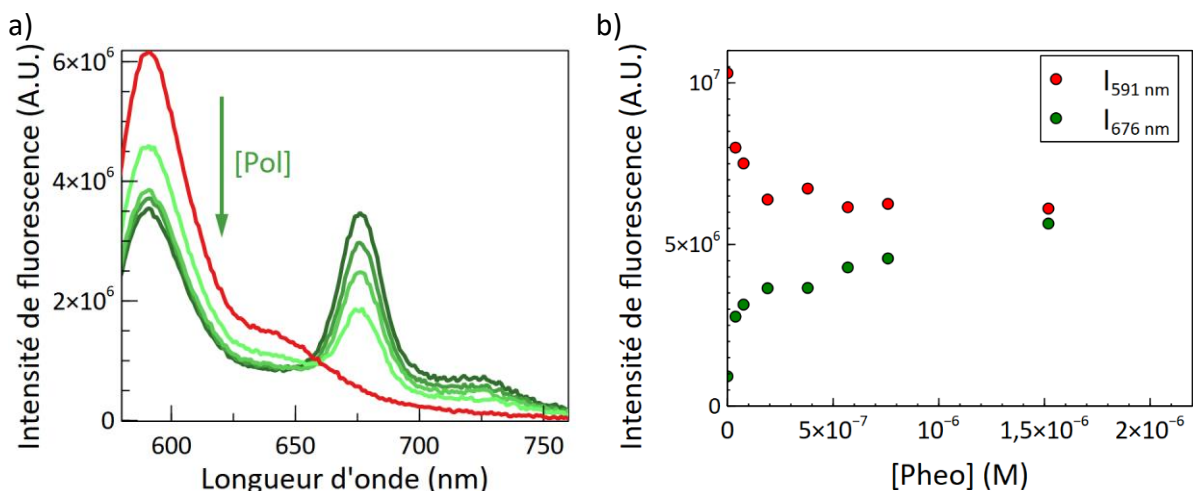 a)
Intensité de fluorescence (A.U.)
6×10⁶
4×10⁶
2×10⁶
0
[Pol]
600
650
700
750
Longueur d'onde (nm)
b)
Intensité de fluorescence (A.U.)
10⁷
5×10⁶
0
I₅₉₁ ₙₘ
I₆₇₆ ₙₘ
0
5×10⁻⁷
10⁻⁶
1,5×10⁻⁶
2×10⁻⁶
[Pheo] (M)